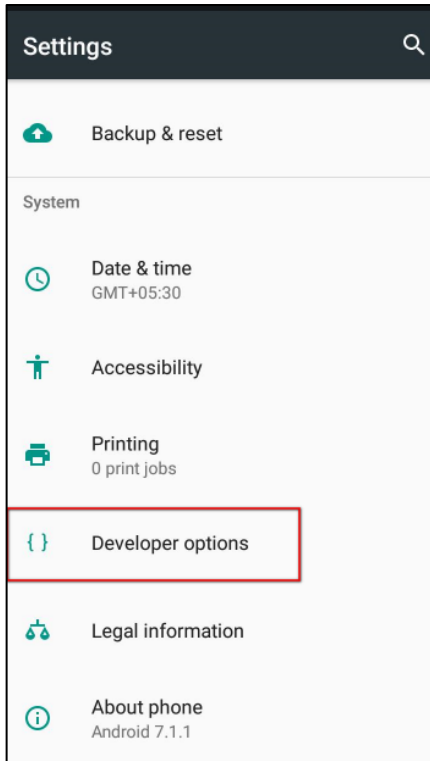 Settings
Backup & reset
System
Date & time
GMT+05:30
Accessibility
Printing
0 print jobs
{ } Developer options
Legal information
About phone
Android 7.1.1